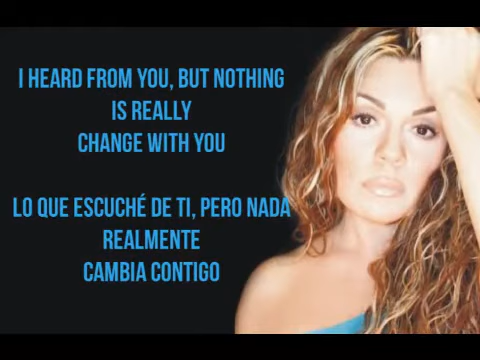 I HEARD FROM YOU, BUT NOTHING
IS REALLY
CHANGE WITH YOU
LO QUE ESCUCHÉ DE TI, PERO NADA
REALMENTE
CAMBIA CONTIGO